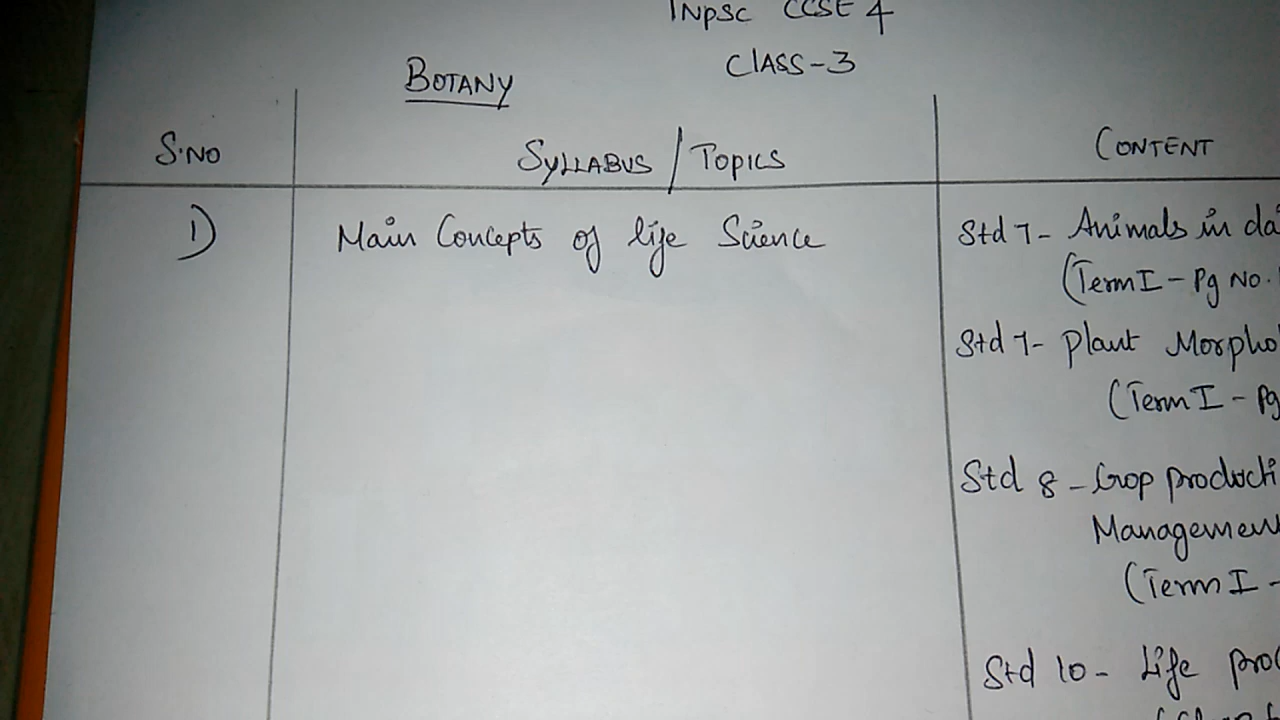 TNPSC CCSE 4
CLASS-3
BOTANY
S.NO
SYLLABUS / TOPICS
CONTENT
1)
Main Concepts of life Science
Std 7- Animals in
(Term I - Pg No.
Std 7- Plant
(Term I - Pg
Std 8 - Crop
(Term I -
Std 10 - Life